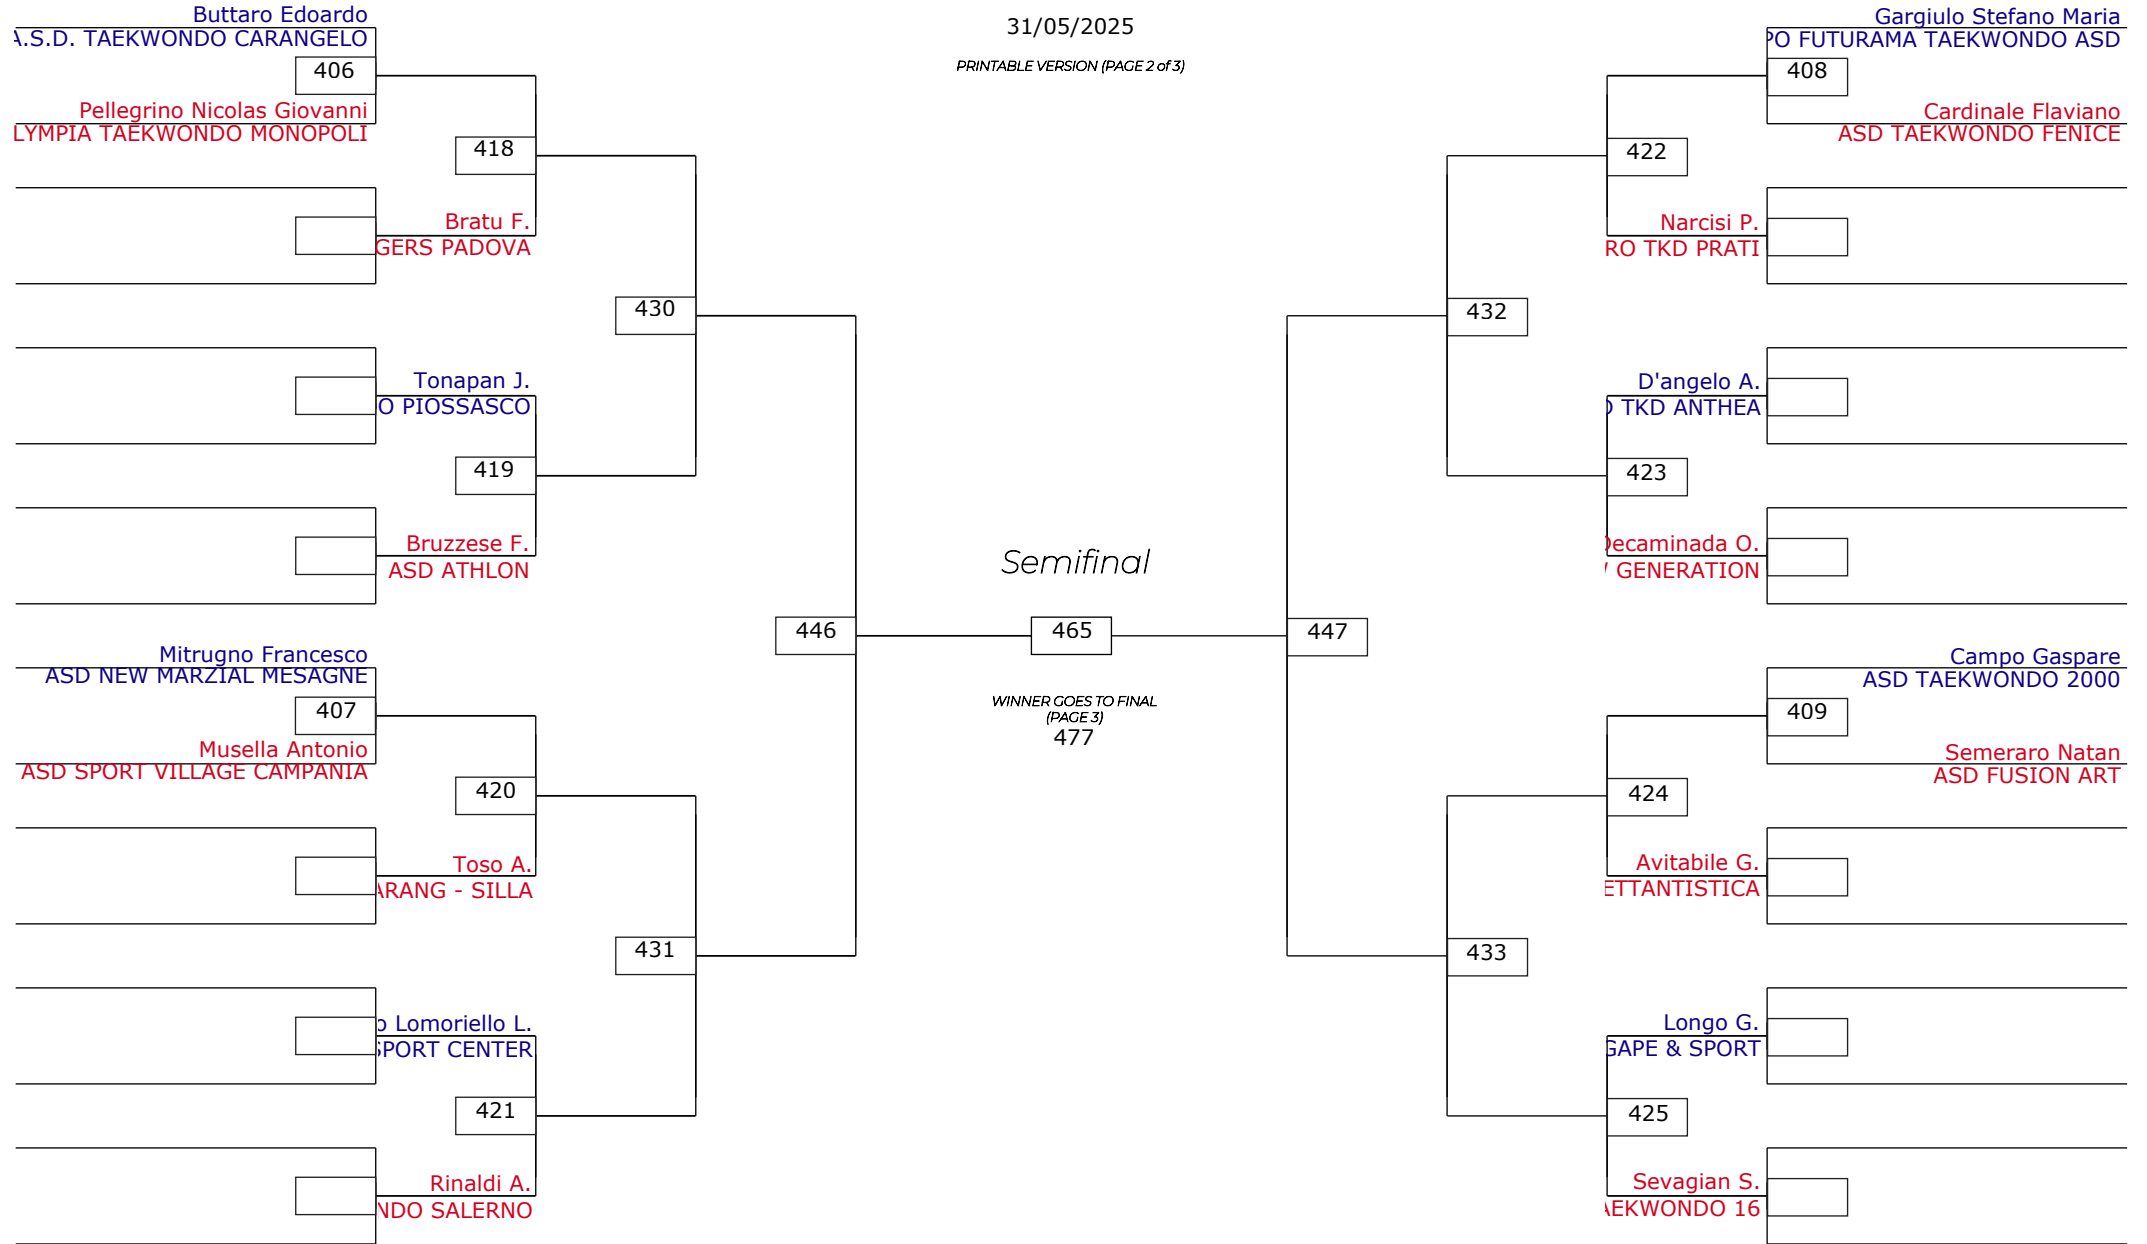 31/05/2025
PRINTABLE VERSION (PAGE 2 of 3)
Buttaro Edoardo
A.S.D. TAEKWONDO CARANGELO
406
Pellegrino Nicolas Giovanni
LYMPIA TAEKWONDO MONOPOLI
418
Bratu F.
GERS PADOVA
430
Tonapan J.
O PIOSSASCO
419
Bruzzese F.
ASD ATHLON
446
Mitrugno Francesco
ASD NEW MARZIAL MESAGNE
407
Musella Antonio
ASD SPORT VILLAGE CAMPANIA
420
Toso A.
ARANG - SILLA
431
o Lomoriello L.
SPORT CENTER
421
Rinaldi A.
NDO SALERNO
Semifinal
465
WINNER GOES TO FINAL
(PAGE 3)
477
Gargiulo Stefano Maria
PO FUTURAMA TAEKWONDO ASD
408
Cardinale Flaviano
ASD TAEKWONDO FENICE
422
Narcisi P.
RO TKD PRATI
432
D'angelo A.
TKD ANTHEA
423
Decaminada O.
GENERATION
447
Campo Gaspare
ASD TAEKWONDO 2000
409
Semeraro Natan
ASD FUSION ART
424
Avitabile G.
ETTANTISTICA
433
Longo G.
GAPE & SPORT
425
Sevagian S.
AEKWONDO 16